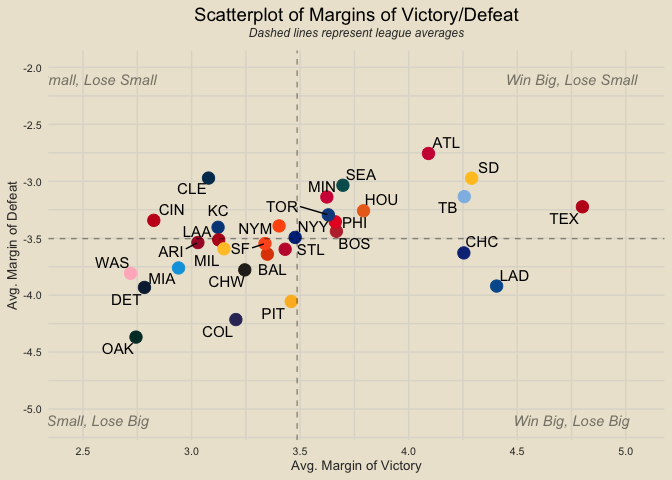 Scatterplot of Margins of Victory/Defeat
Dashed lines represent league averages
-2.0
mall, Lose Small
Win Big, Lose Small
-2.5
ATL
-3.0
CLE
MIN
SEA
SD
TOR
HOU
TB
CIN
KC
NYM
NYY
PHI
TEX
-3.5
LAA
ARI
SF
STL
BOS
CHC
MIL
WAS
MIA
CHW
BAL
LAD
-4.0
DET
PIT
COL
OAK
-4.5
-5.0
Small, Lose Big
Win Big, Lose Big
Avg. Margin of Defeat
2.5
3.0
3.5
4.0
4.5
5.0
Avg. Margin of Victory